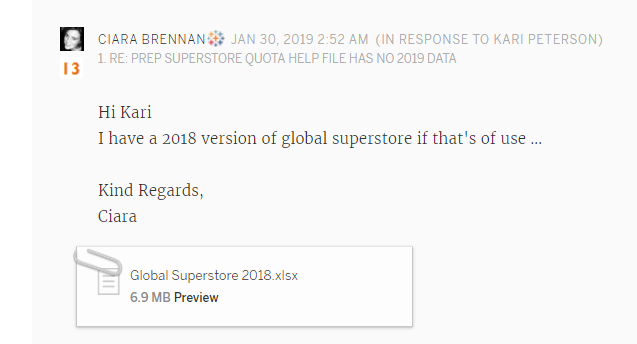 CIARA BRENNAN JAN 30, 2019 2:52 AM (IN RESPONSE TO KARI PETERSON)
13 1. RE: PREP SUPERSTORE QUOTA HELP FILE HAS NO 2019 DATA
Hi Kari
I have a 2018 version of global superstore if that's of use ...
Kind Regards,
Ciara
Global Superstore 2018.xlsx
6.9 MB Preview